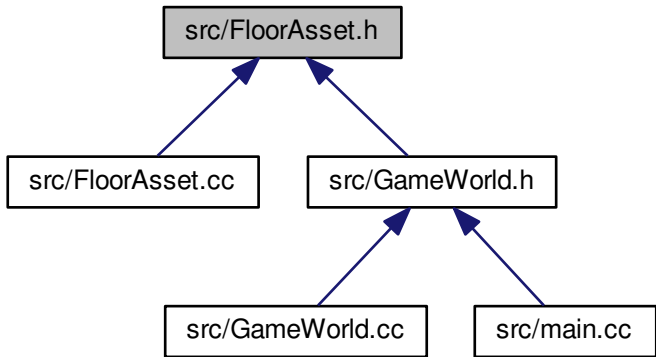 src/FloorAsset.h
src/FloorAsset.cc
src/GameWorld.h
src/GameWorld.cc
src/main.cc